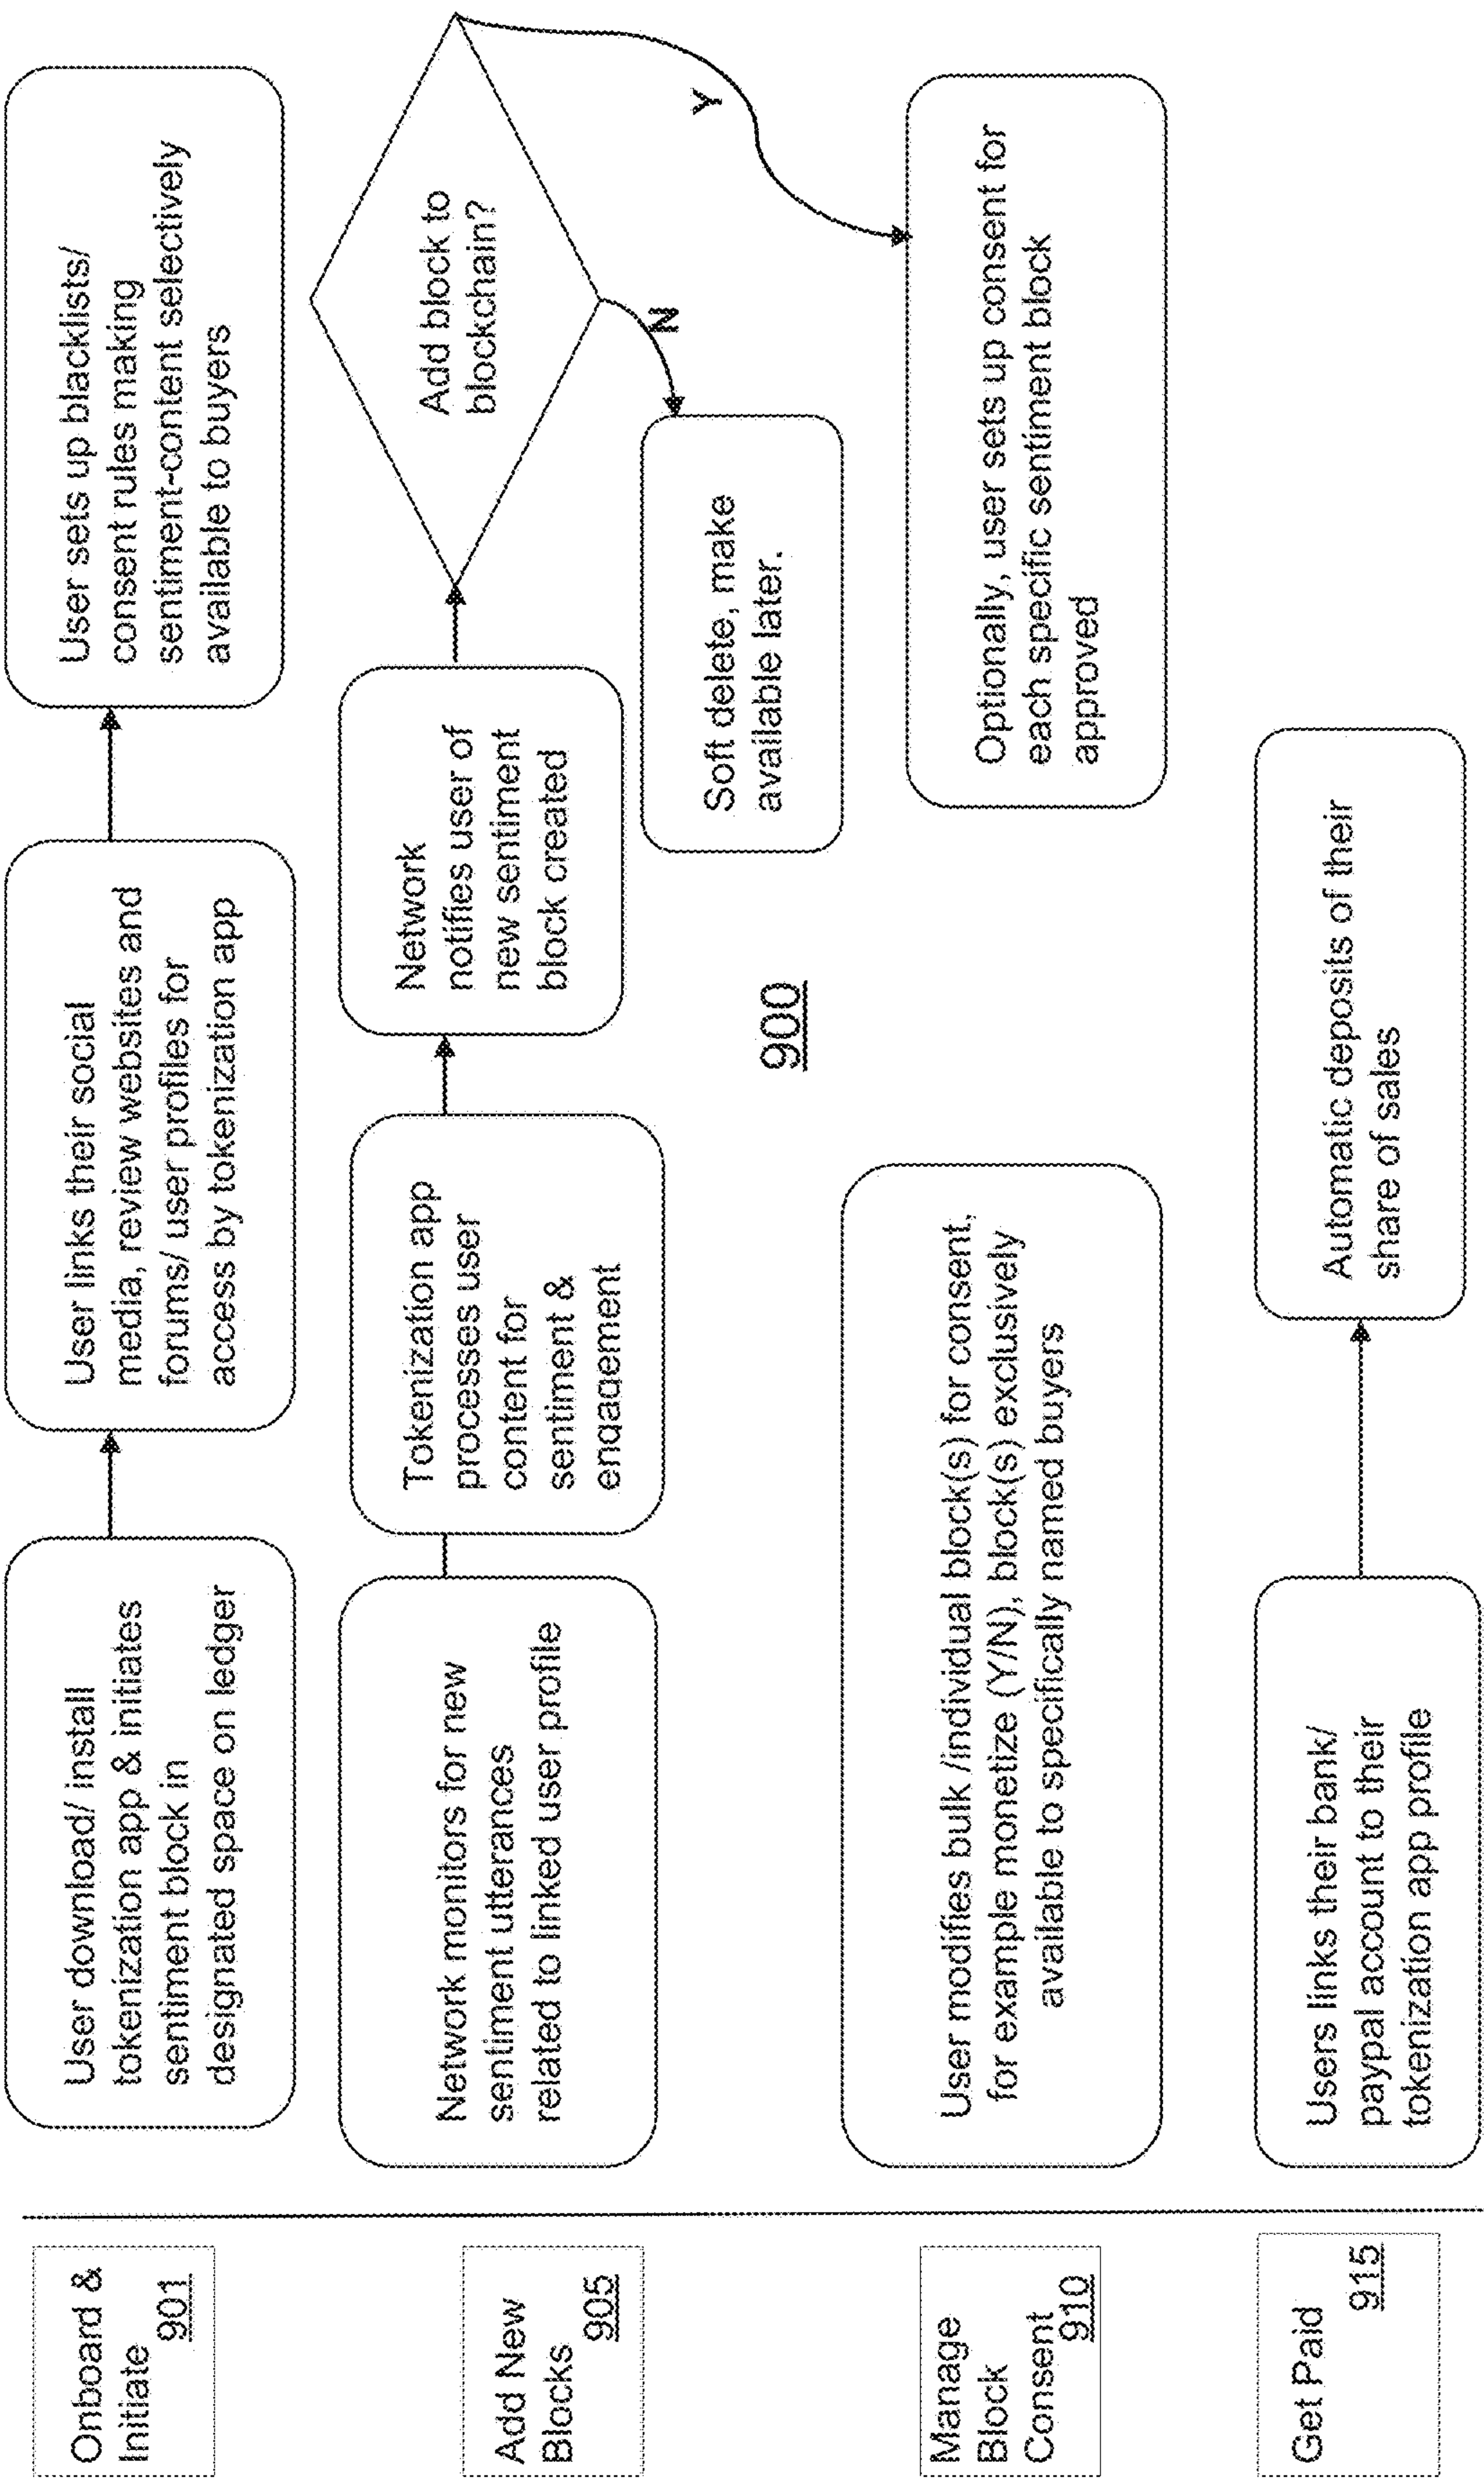 Onboard &
Initiate
901
User download/ install
tokenization app & initiates
sentiment block in
designated space on ledger
User links their social
media, review websites and
forums/ user profiles for
access by tokenization app
User sets up blacklists/
consent rules making
sentiment-content selectively
available to buyers
Add New
Blocks
905
Network monitors for new
sentiment utterances
related to linked user profile
Tokenization app
processes user
content for
sentiment &
engagement
Network
notifies user of
new sentiment
block created
Add block to
blockchain?
N
Y
Soft delete, make
available later.
900
Manage
Block
Consent
910
User modifies bulk /individual block(s) for consent,
for example monetize (Y/N), block(s) exclusively
available to specifically named buyers
Optionally, user sets up consent for
each specific sentiment block
approved
Get Paid
915
Users links their bank/
paypal account to their
tokenization app profile
Automatic deposits of their
share of sales